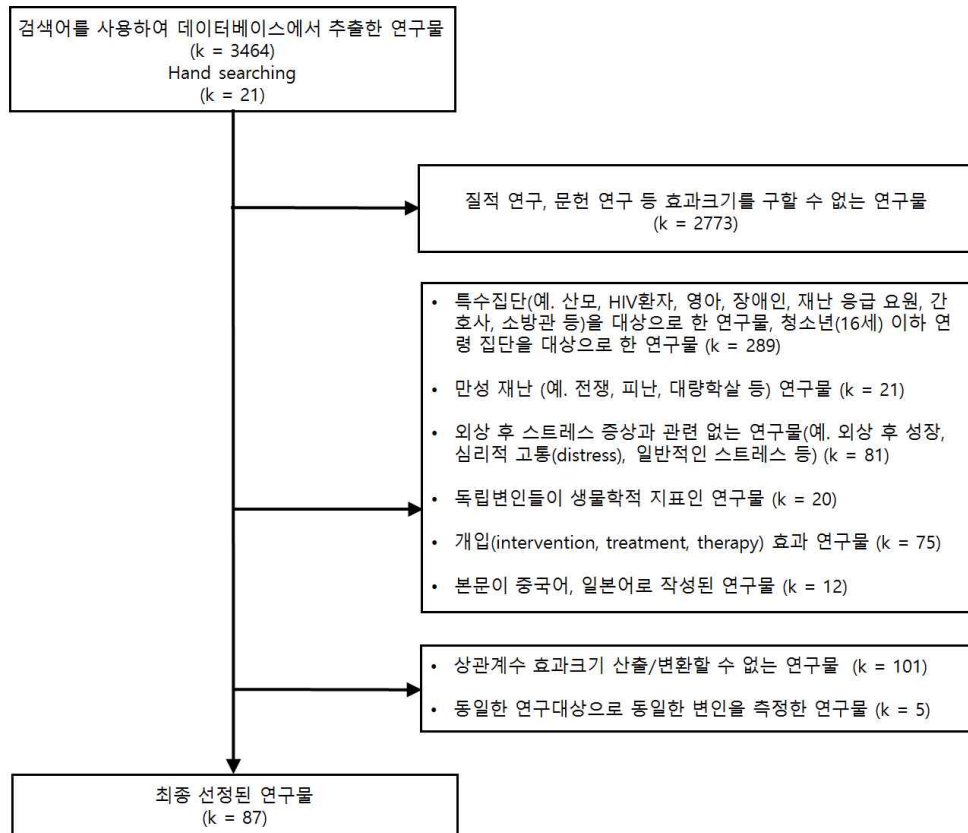 검색어를 사용하여 데이터베이스에서 추출한 연구물
(k = 3464)
Hand searching
(k = 21)
질적 연구, 문헌 연구 등 효과크기를 구할 수 없는 연구물
(k = 2773)
• 특수집단(예. 산모, HIV환자, 영아, 장애인, 재난 응급 요원, 간
호사, 소방관 등)을 대상으로 한 연구물, 청소년(16세) 이하 연
령 집단을 대상으로 한 연구물 (k = 289)
• 만성 재난 (예. 전쟁, 피난, 대량학살 등) 연구물 (k = 21)
• 외상 후 스트레스 증상과 관련 없는 연구물(예. 외상 후 성장,
심리적 고통(distress), 일반적인 스트레스 등) (k = 81)
• 독립변인들이 생물학적 지표인 연구물 (k = 20)
• 개입(intervention, treatment, therapy) 효과 연구물 (k = 75)
• 본문이 중국어, 일본어로 작성된 연구물 (k = 12)
• 상관계수 효과크기 산출/변환할 수 없는 연구물 (k = 101)
• 동일한 연구대상으로 동일한 변인을 측정한 연구물 (k = 5)
최종 선정된 연구물
(k = 87)